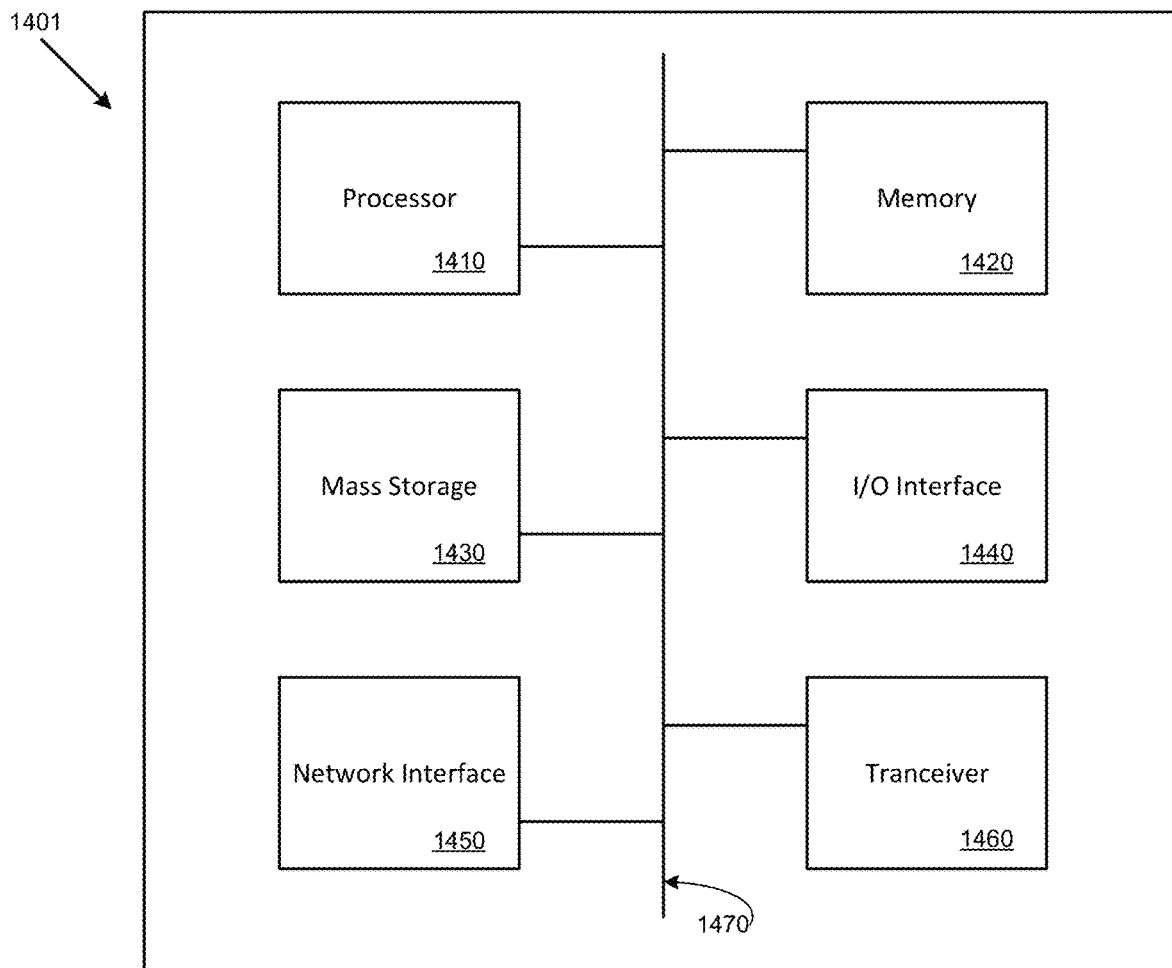 1401
Processor
1410
Memory
1420
Mass Storage
1430
I/O Interface
1440
Network Interface
1450
Tranceiver
1460
1470